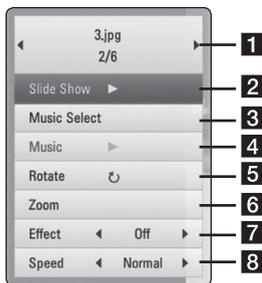 3.jpg
2/6
1
Slide Show
2
Music Select
3
Music
4
Rotate
5
Zoom
6
Effect Off
7
Speed Normal
8